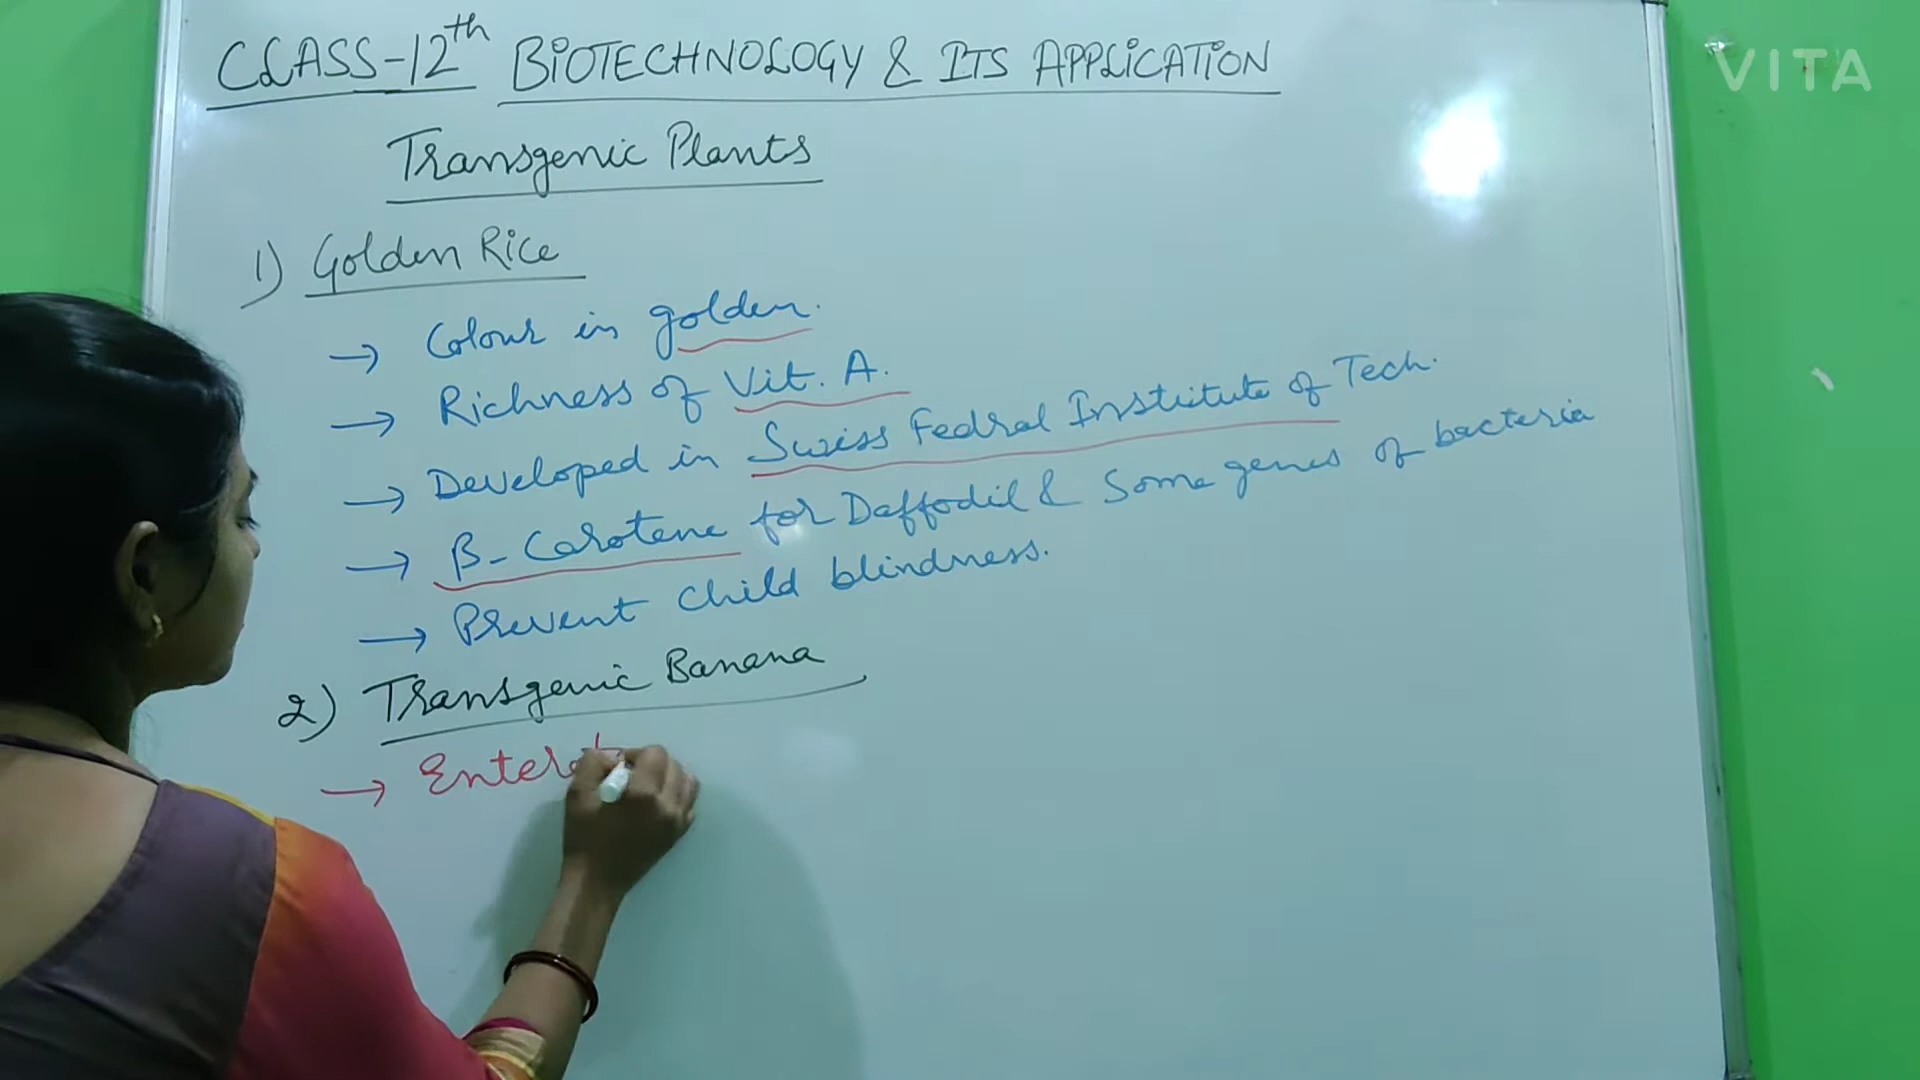 CLASS-12th BIOTECHNOLOGY & ITS APPLICATION
VITA
Transgenic Plants
1) Golden Rice
→ Colour is golden.
→ Richness of Vit. A.
→ Developed in Swiss Fedral Institute of Tech.
→ β-Carotene for Daffodil & Some genes of bacteria
→ Prevent child blindness.
2) Transgenic Banana
→